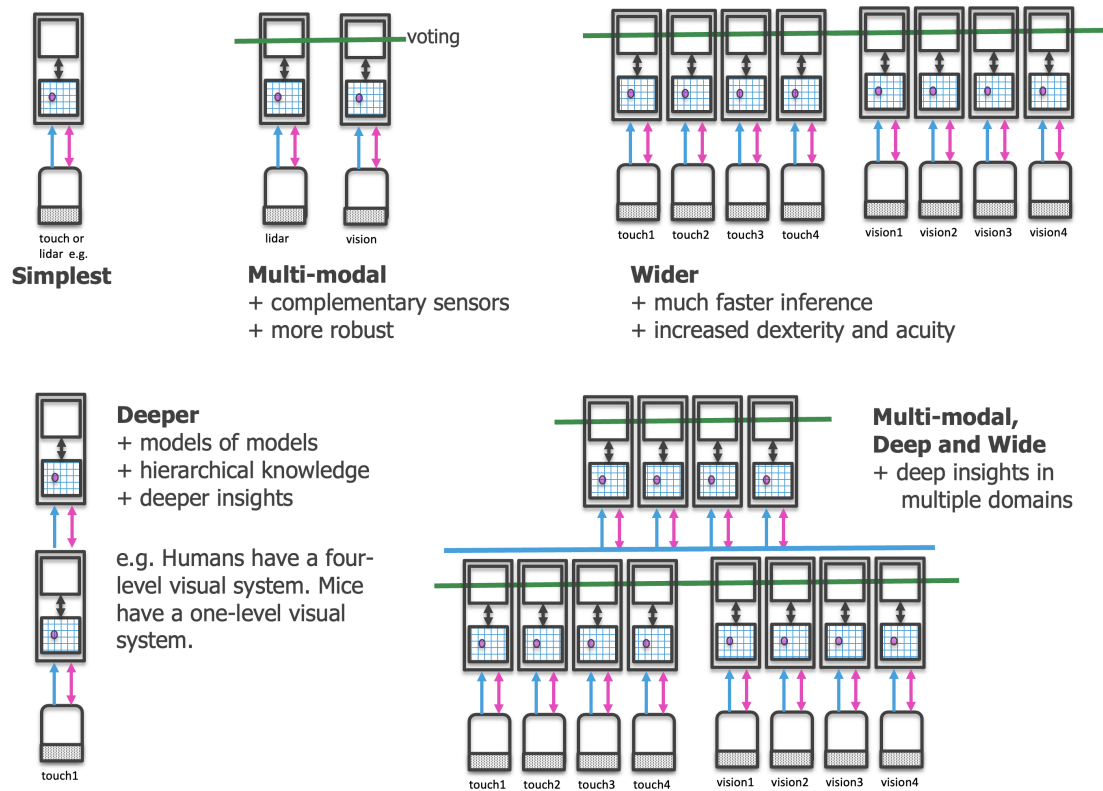 touch or
lidar e.g.
Simplest
voting
lidar
vision
Multi-modal
+ complementary sensors
+ more robust
touch1
touch2
touch3
touch4
vision1
vision2
vision3
vision4
Wider
+ much faster inference
+ increased dexterity and acuity
Deeper
+ models of models
+ hierarchical knowledge
+ deeper insights
e.g. Humans have a four-
level visual system. Mice
have a one-level visual
system.
touch1
Multi-modal,
Deep and Wide
+ deep insights in
multiple domains
touch1
touch2
touch3
touch4
vision1
vision2
vision3
vision4